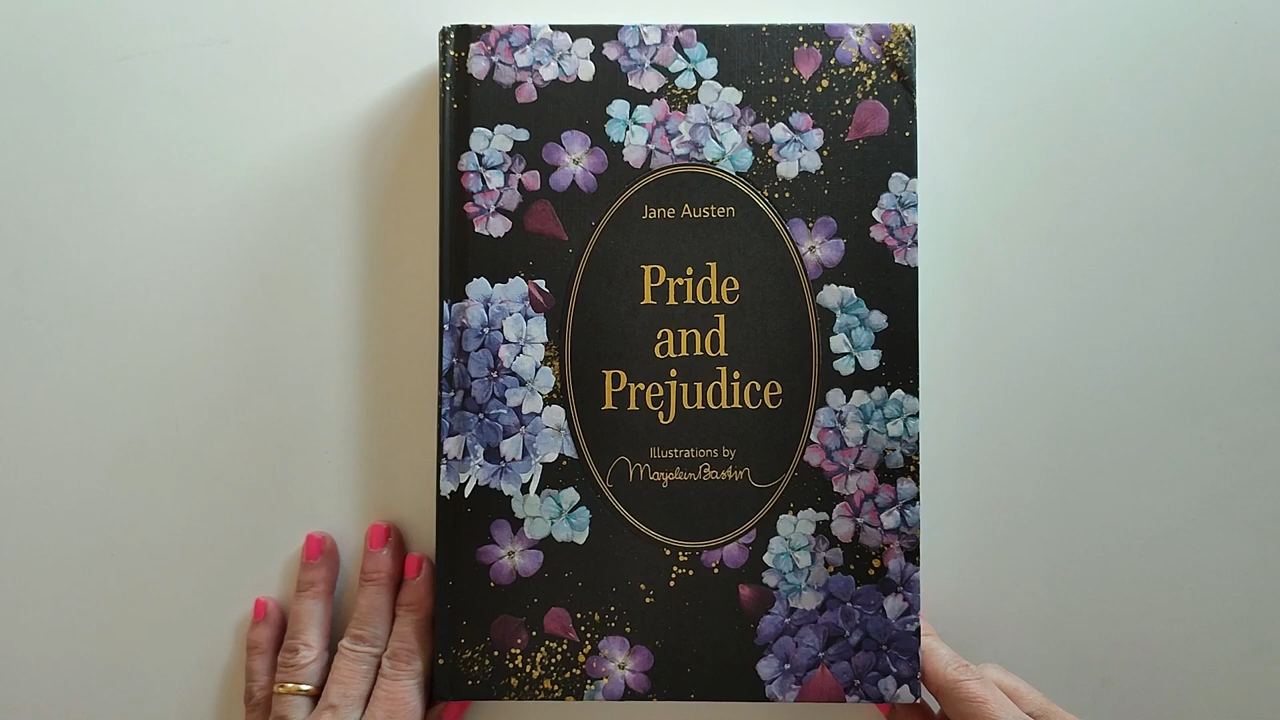 Jane Austen
Pride
and
Prejudice
Illustrations by
Marjolein Bastin